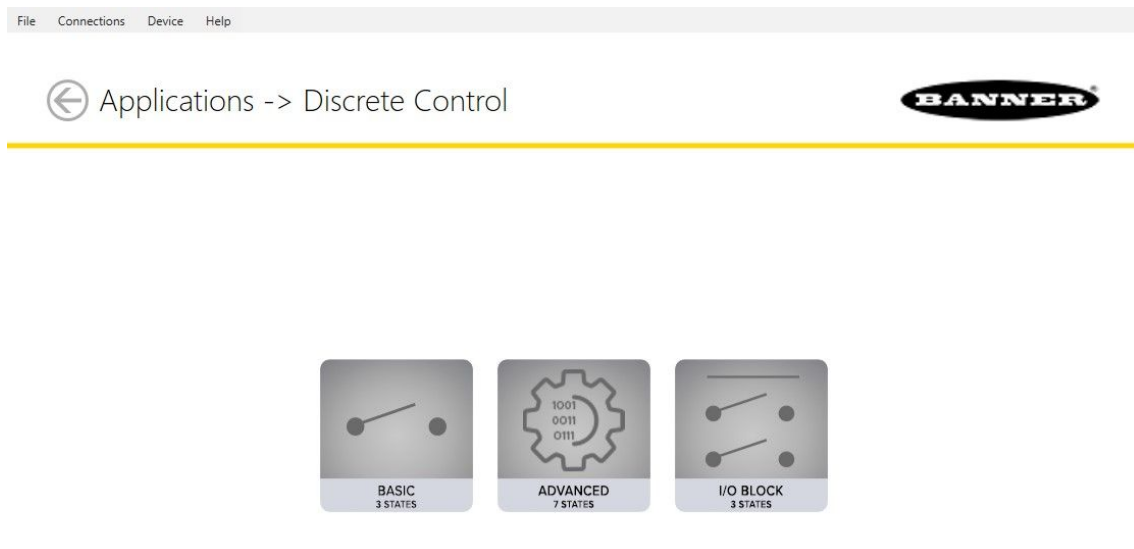 File Connections Device Help
Applications -> Discrete Control
BANNER®
1001
0011
0111
BASIC
3 STATES
ADVANCED
7 STATES
I/O BLOCK
3 STATES